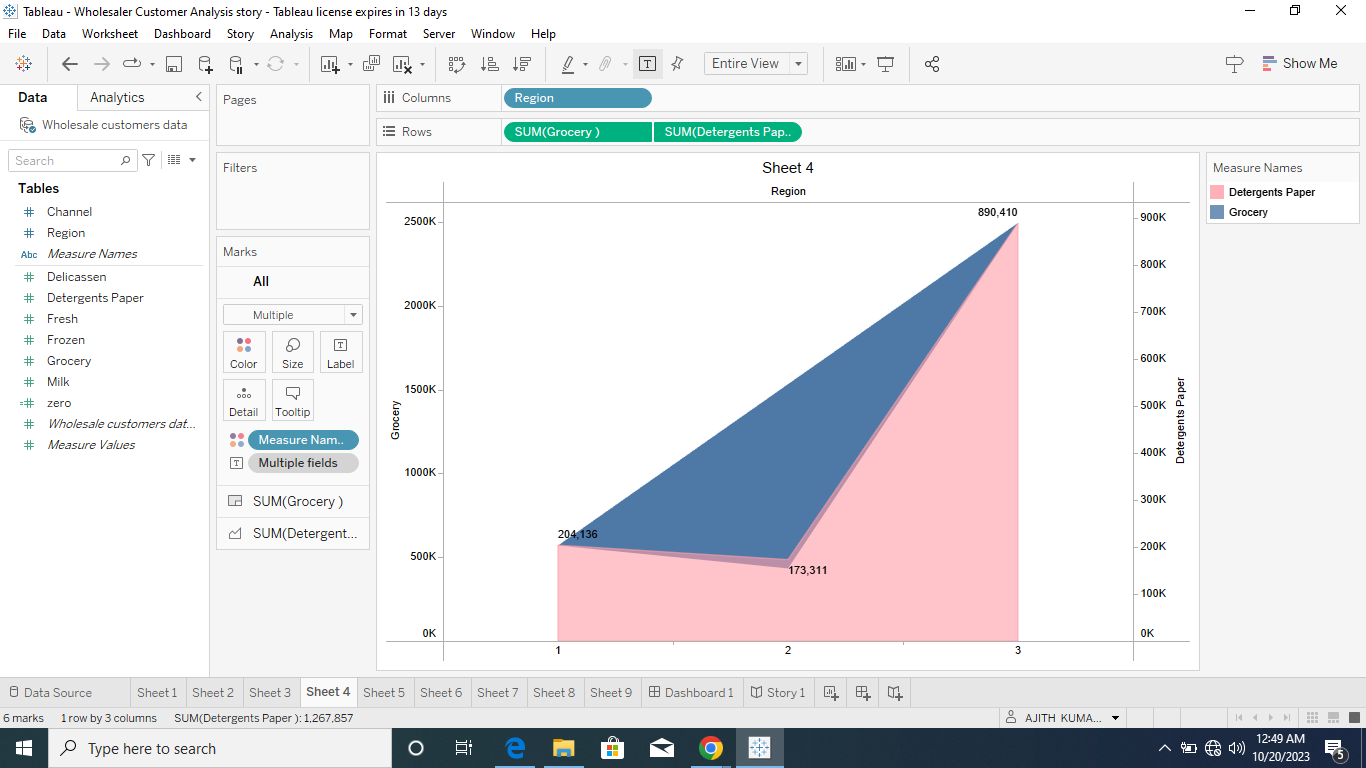 Tableau - Wholesaler Customer Analysis story - Tableau license expires in 13 days
File Data Worksheet Dashboard Story Analysis Map Format Server Window Help
Entire View
Show Me
Data Analytics
Wholesale customers data
Search
Tables
Channel
Region
Abc Measure Names
Delicassen
Detergents Paper
Fresh
Frozen
Grocery
Milk
zero
Wholesale customers dat...
Measure Values
Pages
Filters
Marks
All
Multiple
Color Size Label
Detail Tooltip
Measure Nam..
Multiple fields
SUM(Grocery )
SUM(Detergent...
Columns Region
Rows SUM(Grocery ) SUM(Detergents Pap..
Sheet 4
Region
2500K
2000K
1500K
1000K
500K
0K
Grocery
890,410
204,136
173,311
1 2 3
900K
800K
700K
600K
500K
400K
300K
200K
100K
0K
Detergents Paper
Measure Names
Detergents Paper
Grocery
Data Source Sheet 1 Sheet 2 Sheet 3 Sheet 4 Sheet 5 Sheet 6 Sheet 7 Sheet 8 Sheet 9 Dashboard 1 Story 1
6 marks 1 row by 3 columns SUM(Detergents Paper ): 1,267,857
AJITH KUMA...
Type here to search
12:49 AM
10/20/2023
5